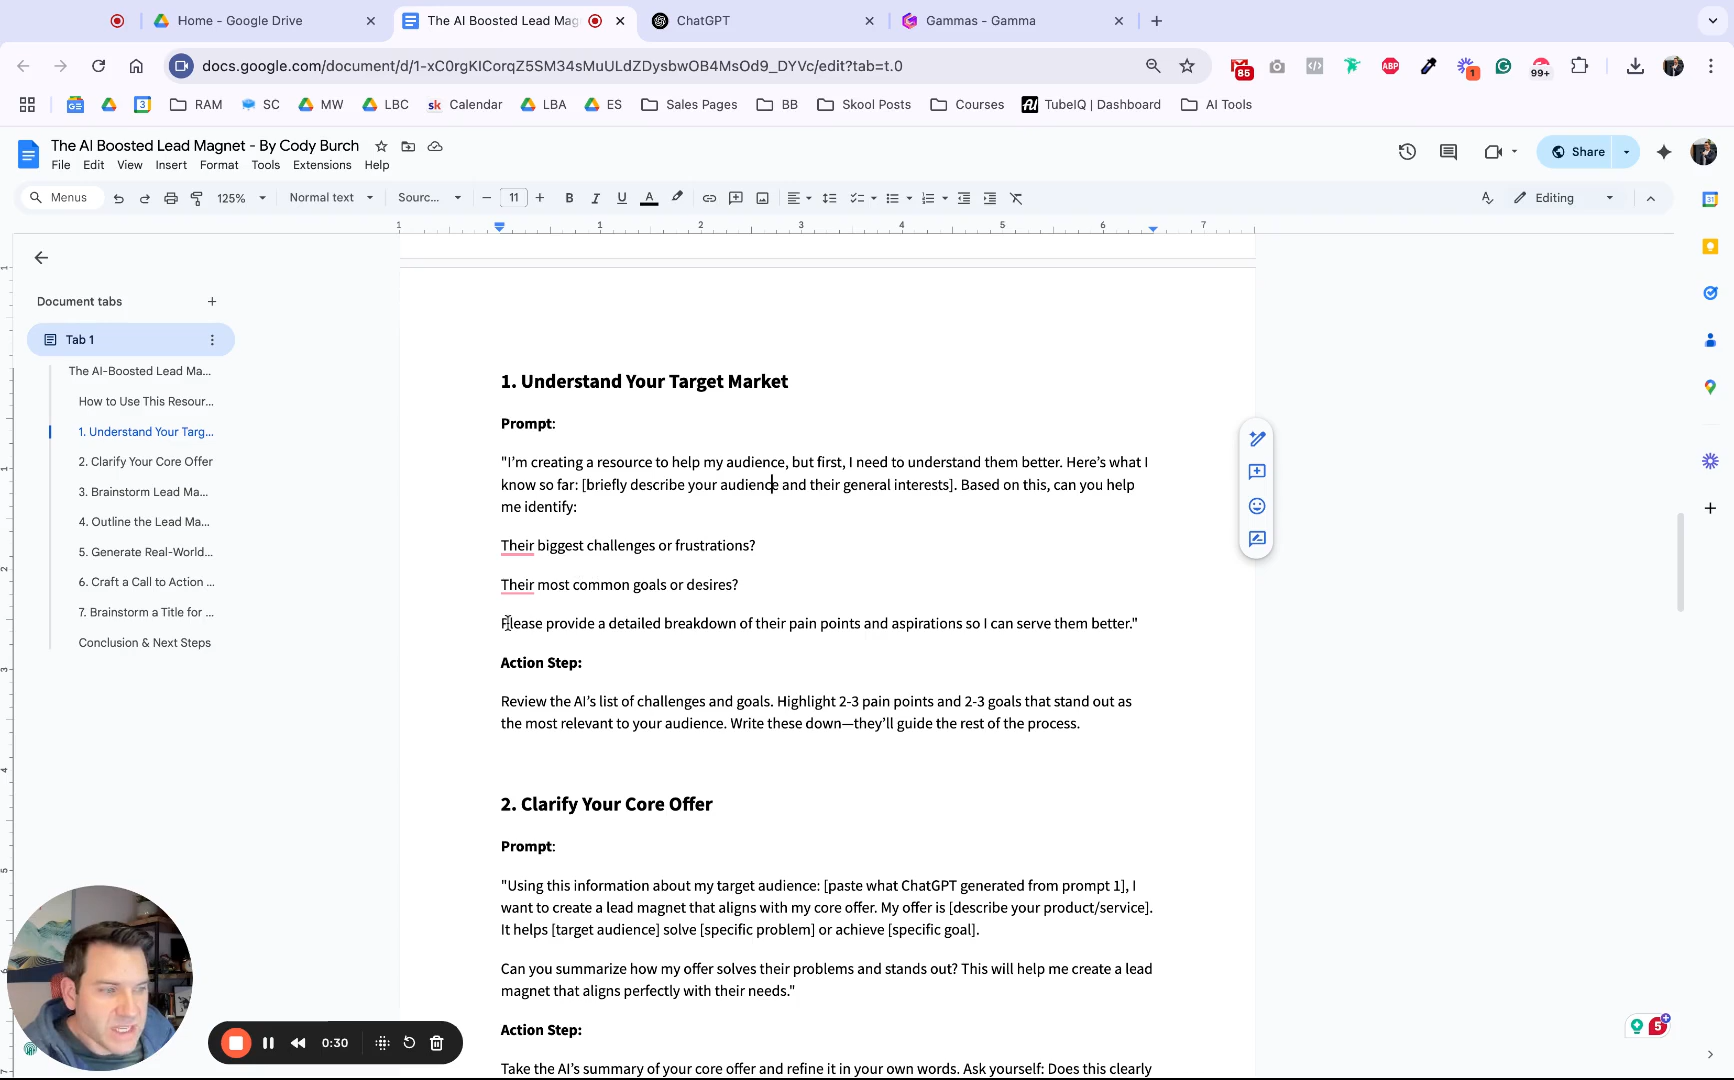 Home - Google Drive
The AI Boosted Lead Mag
ChatGPT
Gammas - Gamma
docs.google.com/document/d/1-xC0rgKICorqZ5SM34sMuULdZDysbwOB4MsOd9_DYVc/edit?tab=t.0
85
ABP
1
99+
3
RAM
SC
MW
LBC
sk Calendar
LBA
ES
Sales Pages
BB
Skool Posts
Courses
TubeIQ | Dashboard
AI Tools
The AI Boosted Lead Magnet - By Cody Burch
File Edit View Insert Format Tools Extensions Help
Share
Menus
125%
Normal text
Sourc...
11
B I U A
Editing
1 1 2 3 4 5 6 7
Document tabs
Tab 1
The AI-Boosted Lead Ma...
How to Use This Resour...
1. Understand Your Targ...
2. Clarify Your Core Offer
3. Brainstorm Lead Ma...
4. Outline the Lead Ma...
5. Generate Real-World...
6. Craft a Call to Action ...
7. Brainstorm a Title for ...
Conclusion & Next Steps
1. Understand Your Target Market
Prompt:
"I’m creating a resource to help my audience, but first, I need to understand them better. Here’s what I
know so far: [briefly describe your audience and their general interests]. Based on this, can you help
me identify:
Their biggest challenges or frustrations?
Their most common goals or desires?
Please provide a detailed breakdown of their pain points and aspirations so I can serve them better."
Action Step:
Review the AI’s list of challenges and goals. Highlight 2-3 pain points and 2-3 goals that stand out as
the most relevant to your audience. Write these down—they’ll guide the rest of the process.
2. Clarify Your Core Offer
Prompt:
"Using this information about my target audience: [paste what ChatGPT generated from prompt 1], I
want to create a lead magnet that aligns with my core offer. My offer is [describe your product/service].
It helps [target audience] solve [specific problem] or achieve [specific goal].
Can you summarize how my offer solves their problems and stands out? This will help me create a lead
magnet that aligns perfectly with their needs."
Action Step:
Take the AI’s summary of your core offer and refine it in your own words. Ask yourself: Does this clearly
0:30
5